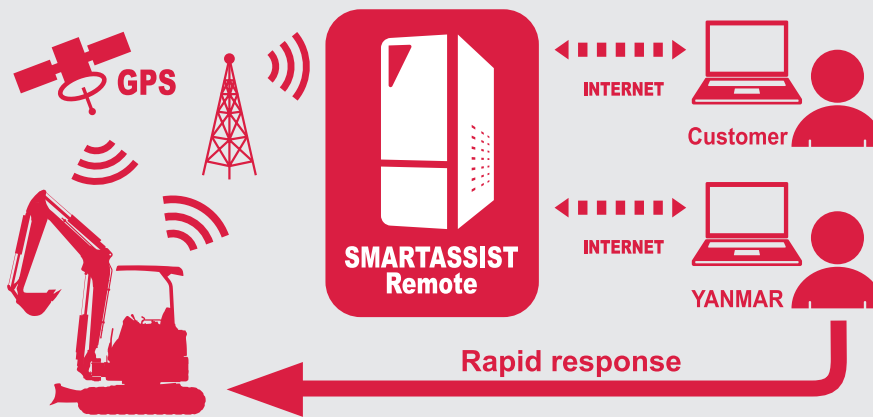 GPS
SMARTASSIST
Remote
INTERNET
Customer
INTERNET
YANMAR
Rapid response